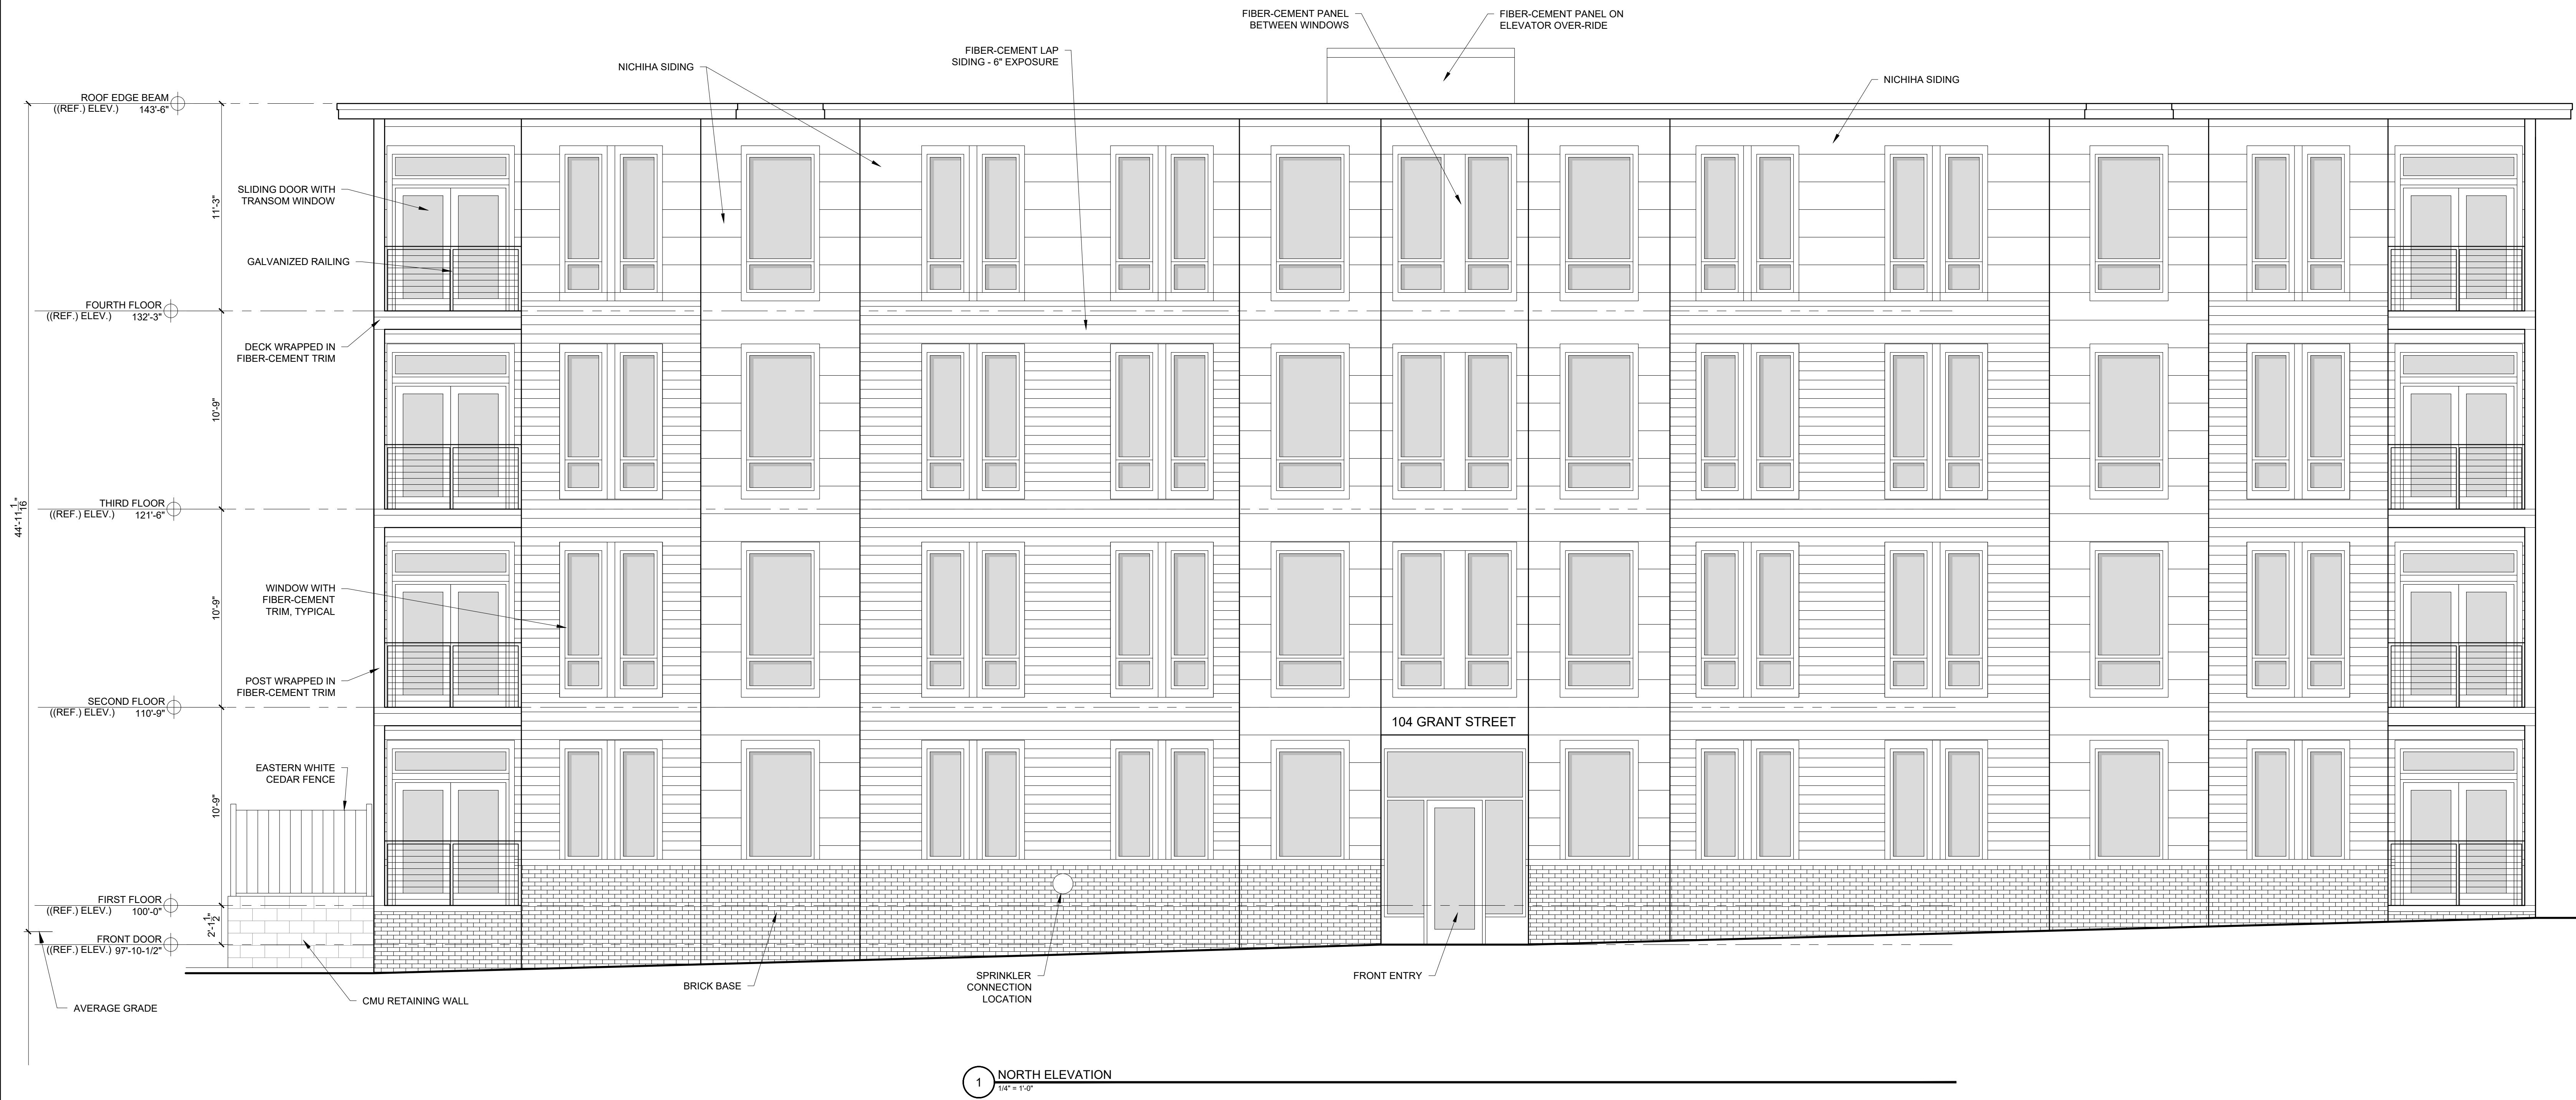 FIBER-CEMENT PANEL
BETWEEN WINDOWS
FIBER-CEMENT PANEL ON
ELEVATOR OVER-RIDE
FIBER-CEMENT LAP
SIDING - 6" EXPOSURE
NICHIHA SIDING
NICHIHA SIDING
ROOF EDGE BEAM
((REF.) ELEV.) 143'-6"
SLIDING DOOR WITH
TRANSOM WINDOW
11'-3"
GALVANIZED RAILING
FOURTH FLOOR
((REF.) ELEV.) 132'-3"
DECK WRAPPED IN
FIBER-CEMENT TRIM
10'-9"
THIRD FLOOR
((REF.) ELEV.) 121'-6"
44'-11 1/16"
WINDOW WITH
FIBER-CEMENT
TRIM, TYPICAL
10'-9"
POST WRAPPED IN
FIBER-CEMENT TRIM
SECOND FLOOR
((REF.) ELEV.) 110'-9"
104 GRANT STREET
EASTERN WHITE
CEDAR FENCE
10'-9"
FIRST FLOOR
((REF.) ELEV.) 100'-0"
2'-1 1/2"
FRONT DOOR
((REF.) ELEV.) 97'-10-1/2"
AVERAGE GRADE
CMU RETAINING WALL
BRICK BASE
SPRINKLER
CONNECTION
LOCATION
FRONT ENTRY
1 NORTH ELEVATION
1/4" = 1'-0"